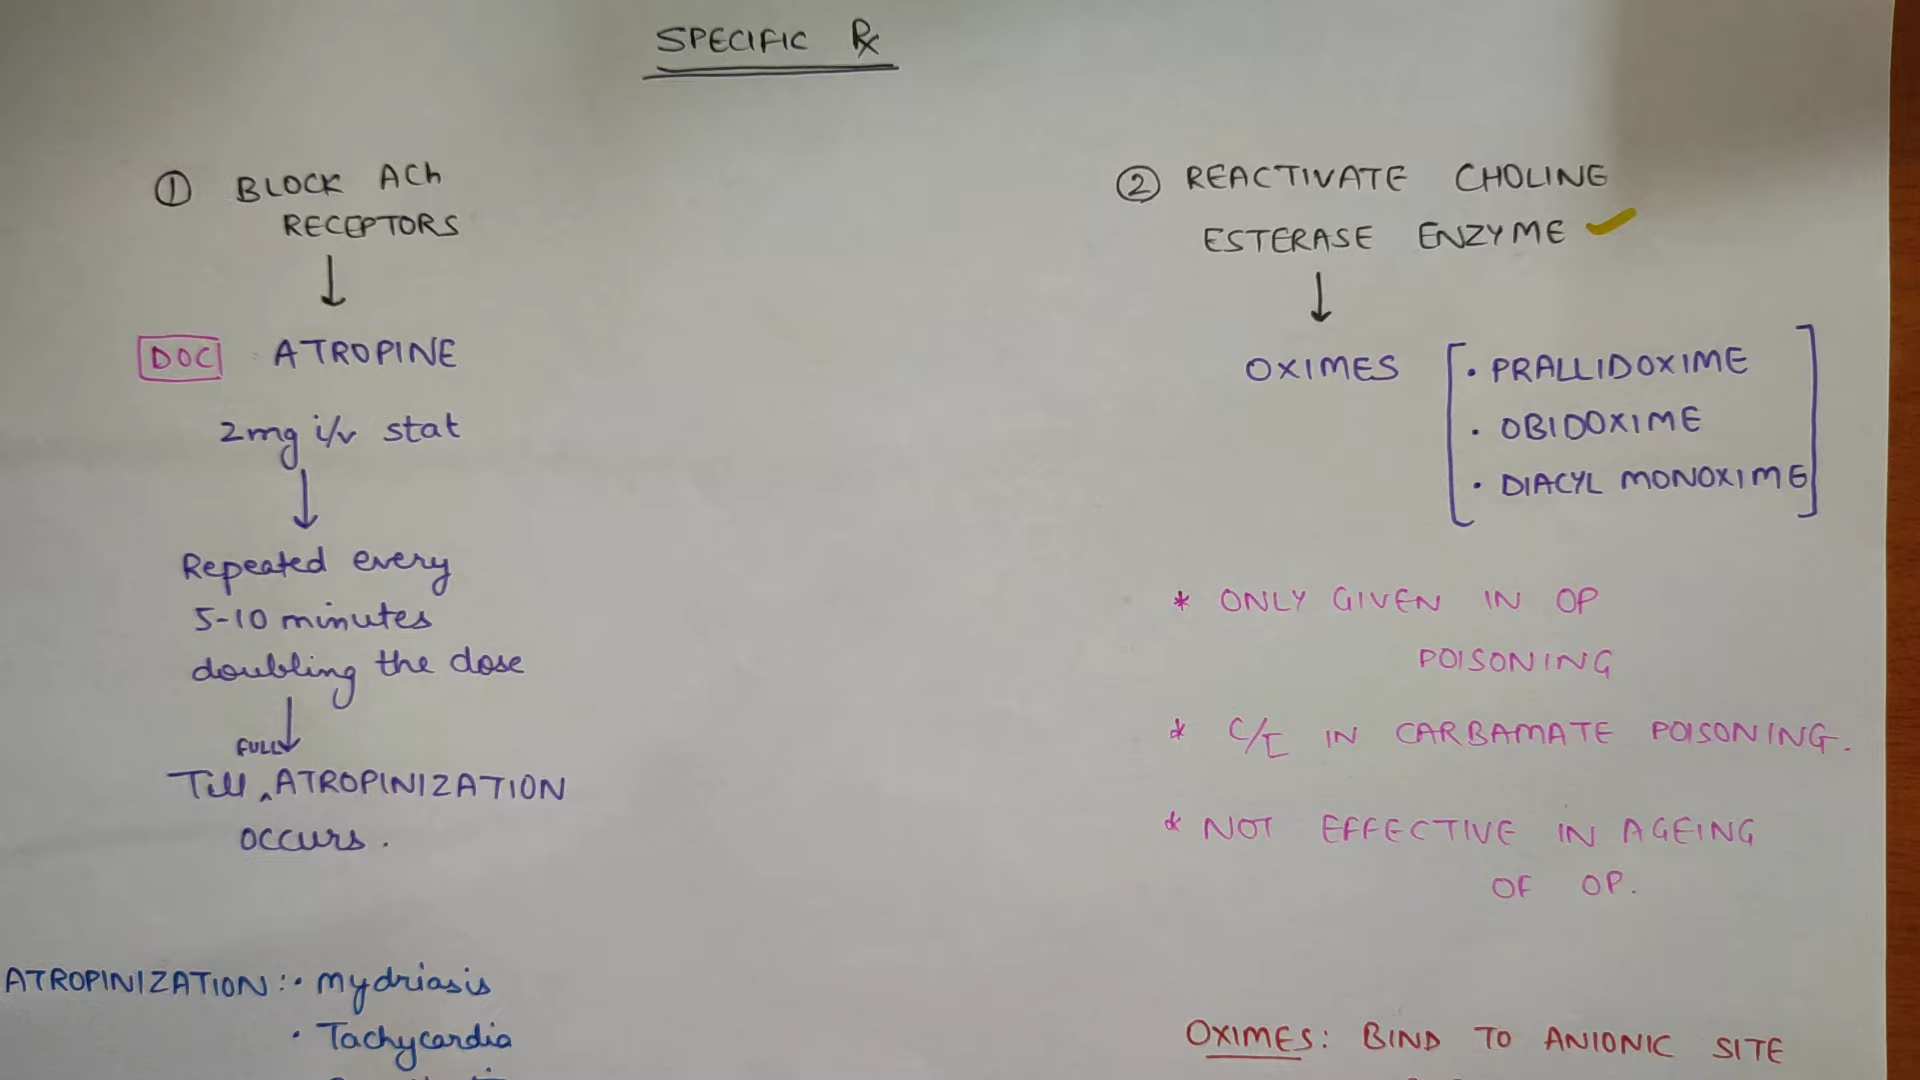 SPECIFIC Rx
① BLOCK ACh
RECEPTORS
↓
DOC ATROPINE
2mg i/v stat
↓
Repeated every
5-10 minutes
doubling the dose
↓
FULL
Till ^ ATROPINIZATION
occurs.
ATROPINIZATION : • mydriasis
• Tachycardia
② REACTIVATE CHOLINE
ESTERASE ENZYME
↓
OXIMES [ • PRALLIDOXIME
• OBIDOXIME
• DIACYL MONOXIME ]
* ONLY GIVEN IN OP
POISONING
* C/I IN CARBAMATE POISONING.
* NOT EFFECTIVE IN AGEING
OF OP.
OXIMES: BIND TO ANIONIC SITE